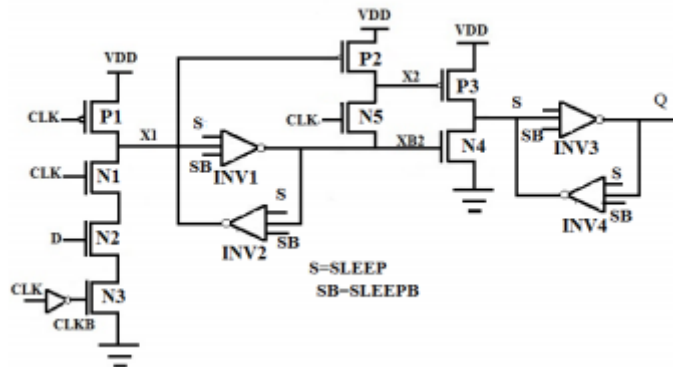 VDD
VDD
VDD
P2
X2
P3
CLK
P1
X1
S
CLK
N5
S
Q
SB
INV1
XB2
N4
SB
INV3
CLK
N1
S
SB
INV2
S
SB
INV4
D
N2
S=SLEEP
SB=SLEEPB
CLK
N3
CLKB